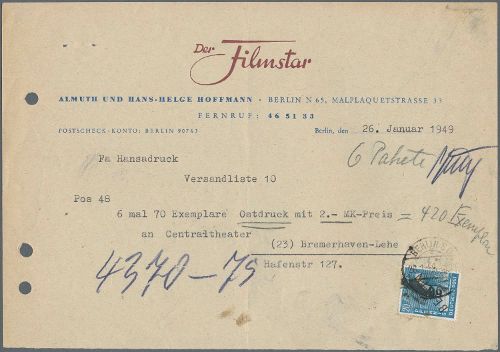 Der Filmstar
ALMUTH UND HANS-HELGE HOFFMANN · BERLIN N 65, MALPLAQUETSTRASSE 33
FERNRUF: 46 51 33
POSTSCHECK-KONTO: BERLIN 90763
Berlin, den 26. Januar 1949
Fa Hansadruck
6 Pakete
Versandliste 10
Pos 48
6 mal 70 Exemplare Ostdruck mit 2.- MK-Preis = 420 Exemplare
an Centraltheater
(23) Bremerhaven-Lehe
Hafenstr 127.
4370-75
BERLIN